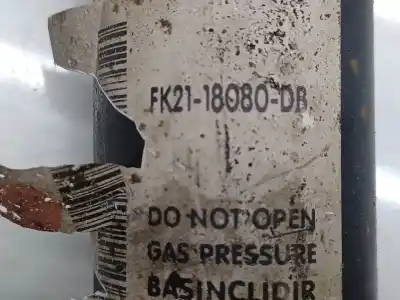 FK21-18080-DB
DO NOT OPEN
GAS PRESSURE
BASINCLIDIR